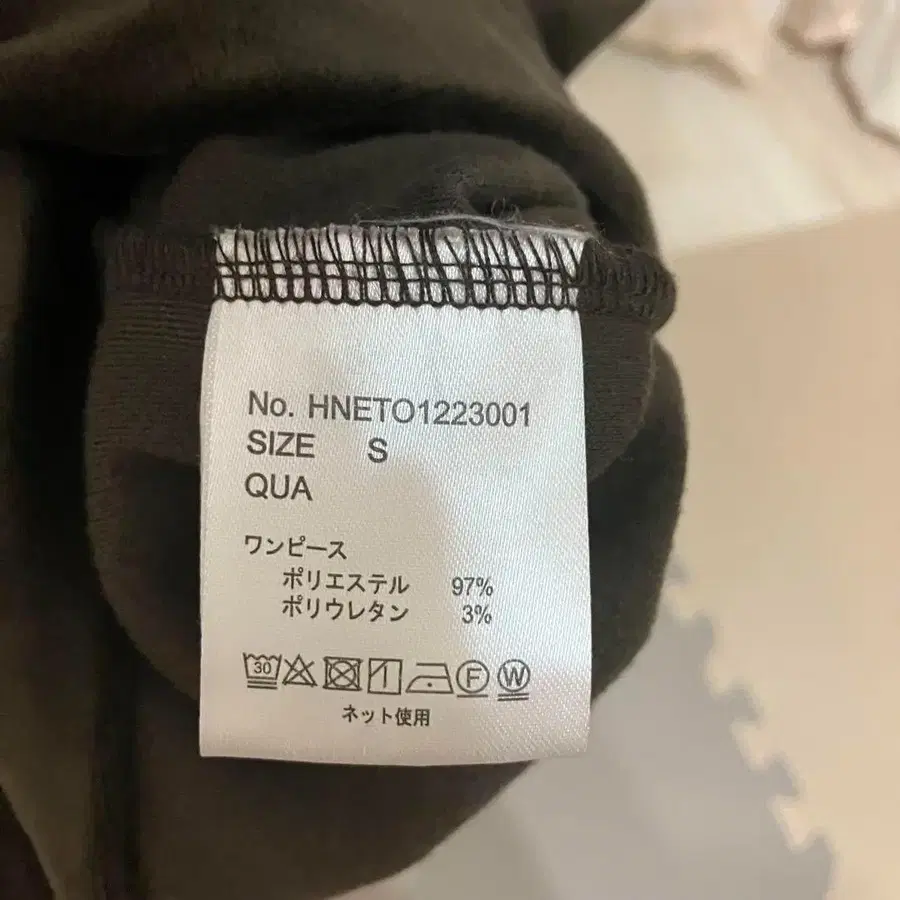 No. HNETO1223001
SIZE S
QUA
ワンピース
ポリエステル 97%
ポリウレタン 3%
30 F W
ネット使用